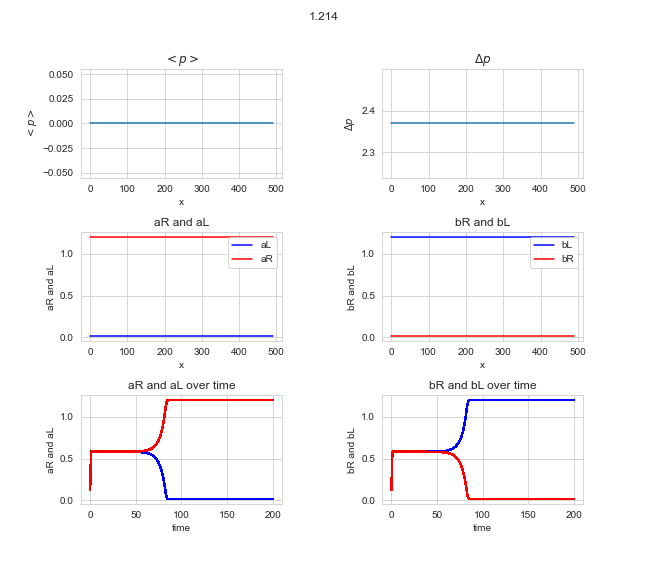 1.214
< p >
Δp
0.050
0.025
0.000
−0.025
−0.050
< p >
0 100 200 300 400 500
x
2.4
2.3
Δp
0 100 200 300 400 500
x
aR and aL
bR and bL
1.0
0.5
0.0
aR and aL
aL
aR
0 100 200 300 400 500
x
1.0
0.5
0.0
bR and bL
bL
bR
0 100 200 300 400 500
x
aR and aL over time
bR and bL over time
1.0
0.5
0.0
aR and aL
0 50 100 150 200
time
1.0
0.5
0.0
bR and bL
0 50 100 150 200
time